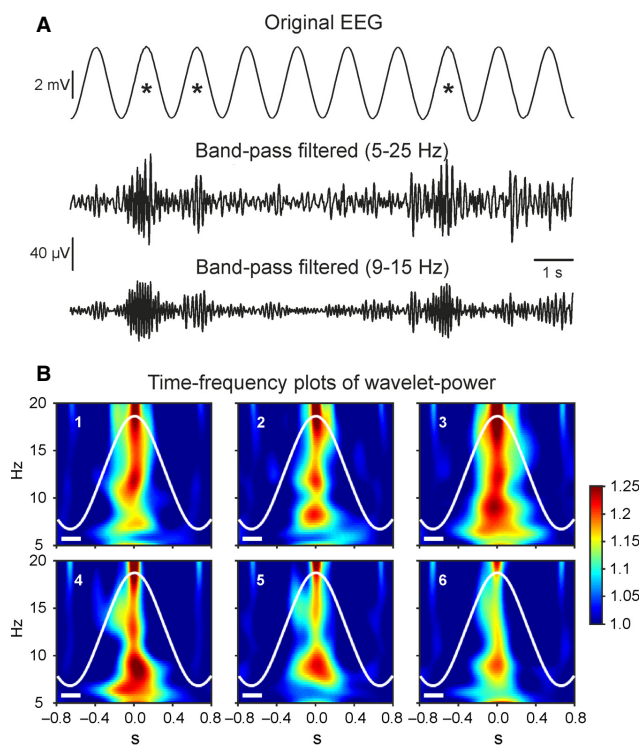 A
Original EEG
2 mV
* * *
Band-pass filtered (5-25 Hz)
40 µV
Band-pass filtered (9-15 Hz)
1 s
B
Time-frequency plots of wavelet-power
20 15 10 5
Hz
1 2 3
1.25
1.2
1.15
1.1
1.05
1.0
20 15 10 5
Hz
4 5 6
–0.8 –0.4 0.0 0.4 0.8 –0.8 –0.4 0.0 0.4 0.8 –0.8 –0.4 0.0 0.4 0.8
s s s